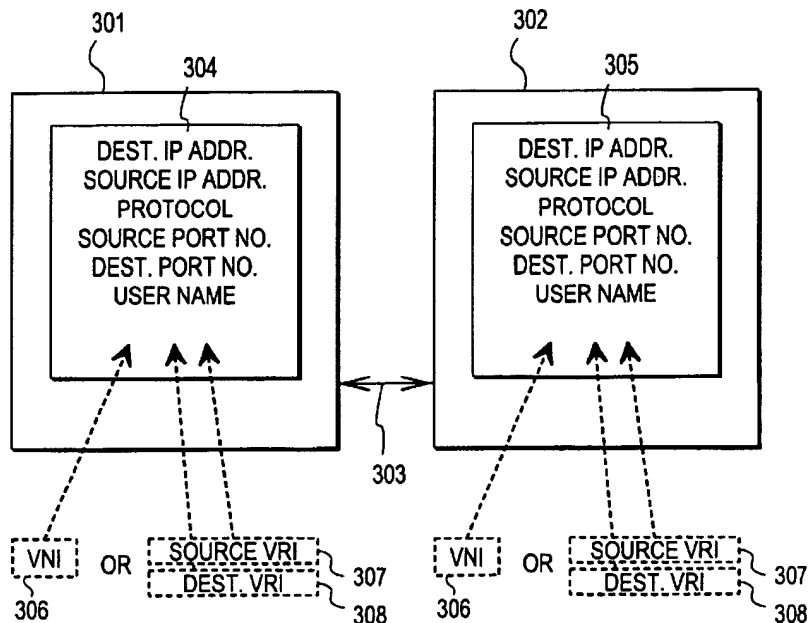 301
304
DEST. IP ADDR.
SOURCE IP ADDR.
PROTOCOL
SOURCE PORT NO.
DEST. PORT NO.
USER NAME
302
305
DEST. IP ADDR.
SOURCE IP ADDR.
PROTOCOL
SOURCE PORT NO.
DEST. PORT NO.
USER NAME
303
VNI OR SOURCE VRI
DEST. VRI
306
307
308
VNI OR SOURCE VRI
DEST. VRI
306
307
308